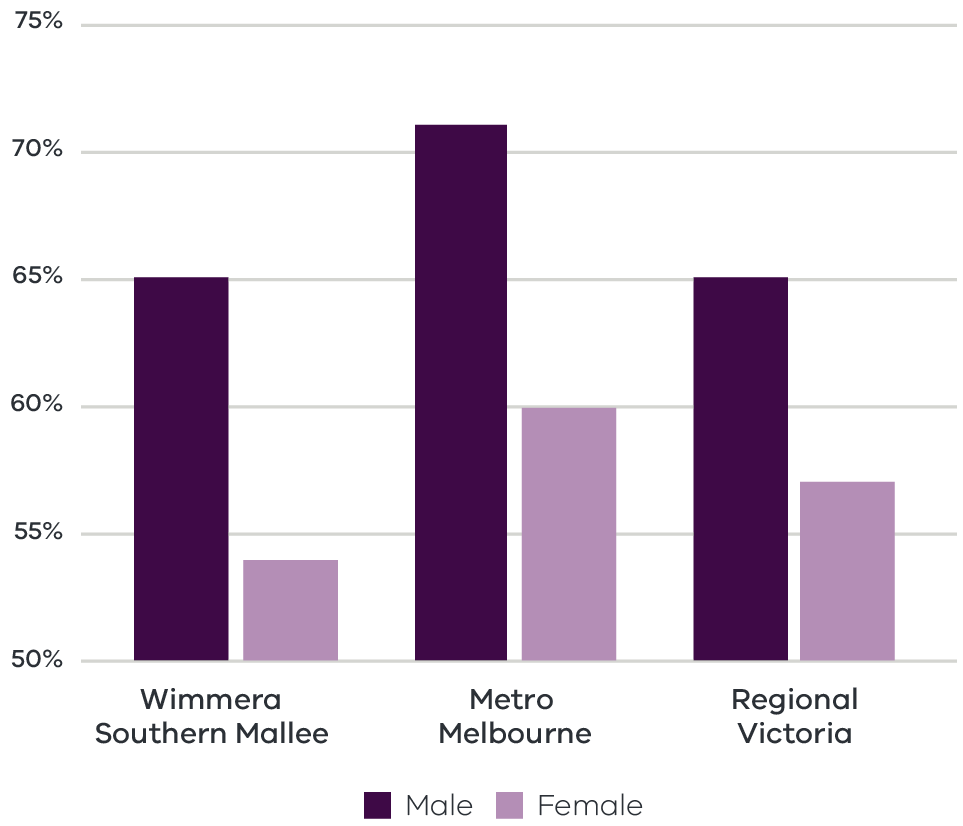 75%
70%
65%
60%
55%
50%
Wimmera
Southern Mallee
Metro
Melbourne
Regional
Victoria
Male
Female